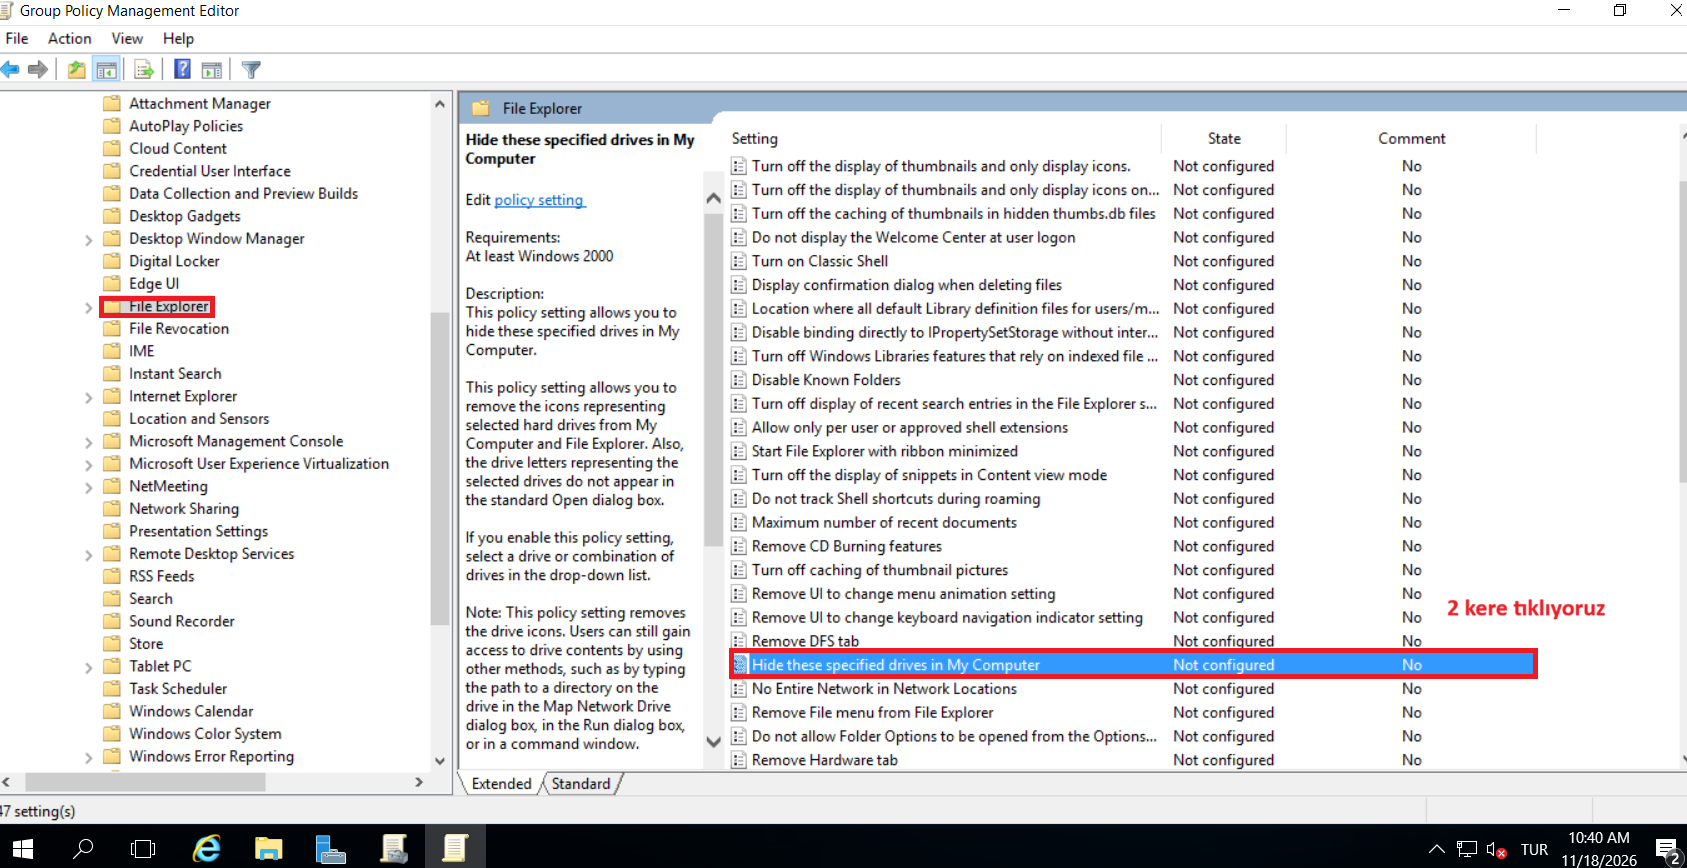 Group Policy Management Editor
File Action View Help
Attachment Manager
AutoPlay Policies
Cloud Content
Credential User Interface
Data Collection and Preview Builds
Desktop Gadgets
Desktop Window Manager
Digital Locker
Edge UI
File Explorer
File Revocation
IME
Instant Search
Internet Explorer
Location and Sensors
Microsoft Management Console
Microsoft User Experience Virtualization
NetMeeting
Network Sharing
Presentation Settings
Remote Desktop Services
RSS Feeds
Search
Sound Recorder
Store
Tablet PC
Task Scheduler
Windows Calendar
Windows Color System
Windows Error Reporting
File Explorer
Hide these specified drives in My
Computer
Edit policy setting
Requirements:
At least Windows 2000
Description:
This policy setting allows you to
hide these specified drives in My
Computer.
This policy setting allows you to
remove the icons representing
selected hard drives from My
Computer and File Explorer. Also,
the drive letters representing the
selected drives do not appear in
the standard Open dialog box.
If you enable this policy setting,
select a drive or combination of
drives in the drop-down list.
Note: This policy setting removes
the drive icons. Users can still gain
access to drive contents by using
other methods, such as by typing
the path to a directory on the
drive in the Map Network Drive
dialog box, in the Run dialog box,
or in a command window.
Setting State Comment
Turn off the display of thumbnails and only display icons. Not configured No
Turn off the display of thumbnails and only display icons on... Not configured No
Turn off the caching of thumbnails in hidden thumbs.db files Not configured No
Do not display the Welcome Center at user logon Not configured No
Turn on Classic Shell Not configured No
Display confirmation dialog when deleting files Not configured No
Location where all default Library definition files for users/m... Not configured No
Disable binding directly to IPropertySetStorage without inter... Not configured No
Turn off Windows Libraries features that rely on indexed file ... Not configured No
Disable Known Folders Not configured No
Turn off display of recent search entries in the File Explorer s... Not configured No
Allow only per user or approved shell extensions Not configured No
Start File Explorer with ribbon minimized Not configured No
Turn off the display of snippets in Content view mode Not configured No
Do not track Shell shortcuts during roaming Not configured No
Maximum number of recent documents Not configured No
Remove CD Burning features Not configured No
Turn off caching of thumbnail pictures Not configured No
Remove UI to change menu animation setting Not configured No
Remove UI to change keyboard navigation indicator setting Not configured No
2 kere tıklıyoruz
Remove DFS tab Not configured No
Hide these specified drives in My Computer Not configured No
No Entire Network in Network Locations Not configured No
Remove File menu from File Explorer Not configured No
Do not allow Folder Options to be opened from the Options... Not configured No
Remove Hardware tab Not configured No
Extended Standard
47 setting(s)
TUR
10:40 AM
11/18/2026
2